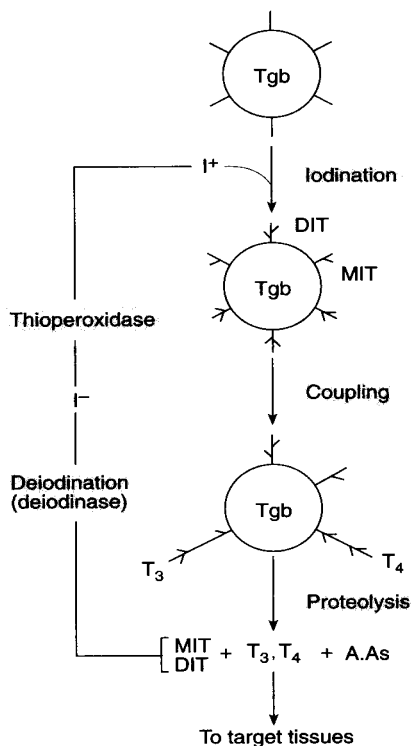 Tgb
I⁺
Iodination
DIT
MIT
Tgb
Thioperoxidase
Coupling
I⁻
Deiodination
(deiodinase)
Tgb
T₃
T₄
Proteolysis
MIT
DIT
+ T₃, T₄ + A.As
To target tissues